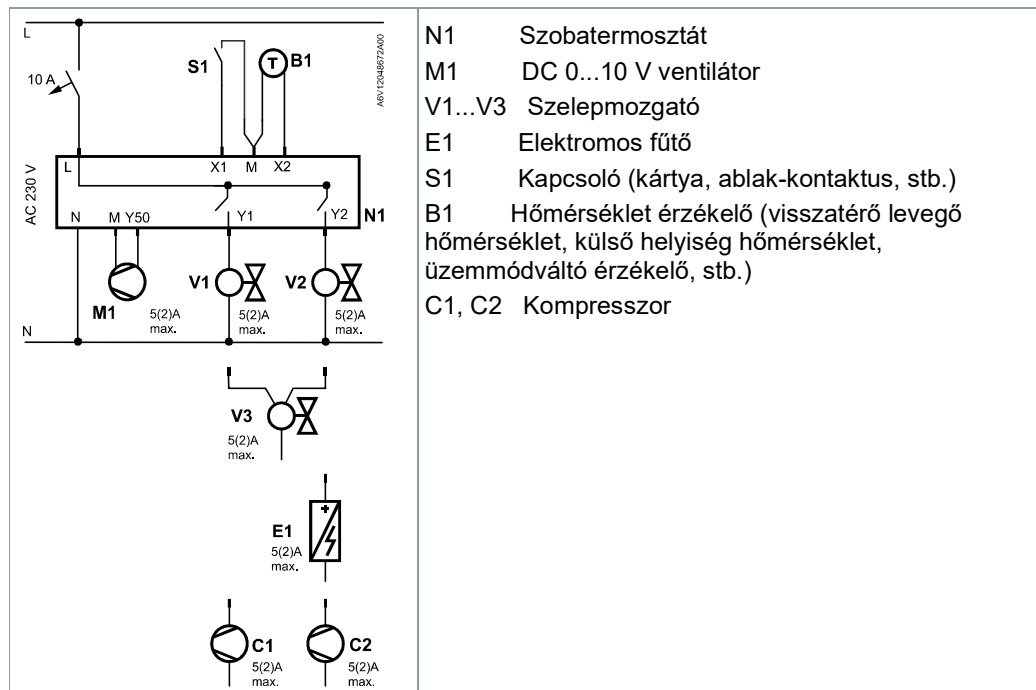 L
10 A
S1
T
B1
A6V12048672A00
AC 230 V
L
X1 M X2
N M Y50 Y1 Y2
N1
M1
5(2)A
max.
V1
5(2)A
max.
V2
5(2)A
max.
N
V3
5(2)A
max.
E1
5(2)A
max.
C1
5(2)A
max.
C2
5(2)A
max.
N1 Szobatermosztát
M1 DC 0...10 V ventilátor
V1...V3 Szelepmozgató
E1 Elektromos fűtő
S1 Kapcsoló (kártya, ablak-kontaktus, stb.)
B1 Hőmérséklet érzékelő (visszatérő levegő
hőmérséklet, külső helyiség hőmérséklet,
üzemmódváltó érzékelő, stb.)
C1, C2 Kompresszor